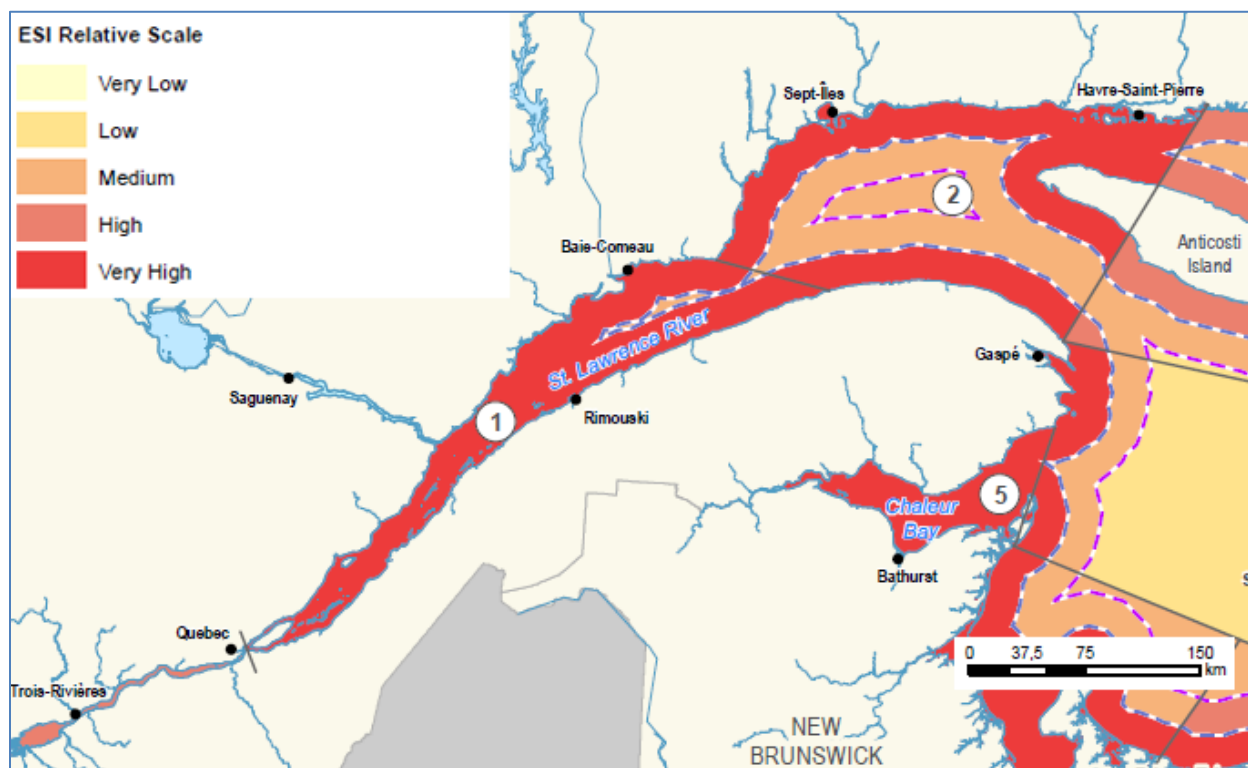 ESI Relative Scale
Very Low
Low
Medium
High
Very High
Sept-Îles
Havre-Saint-Pierre
2
Anticosti
Island
Baie-Comeau
St. Lawrence River
Gaspé
Saguenay
1
Rimouski
5
Chaleur
Bay
Bathurst
S
Quebec
0 37,5 75 150
km
Trois-Rivières
NEW
BRUNSWICK